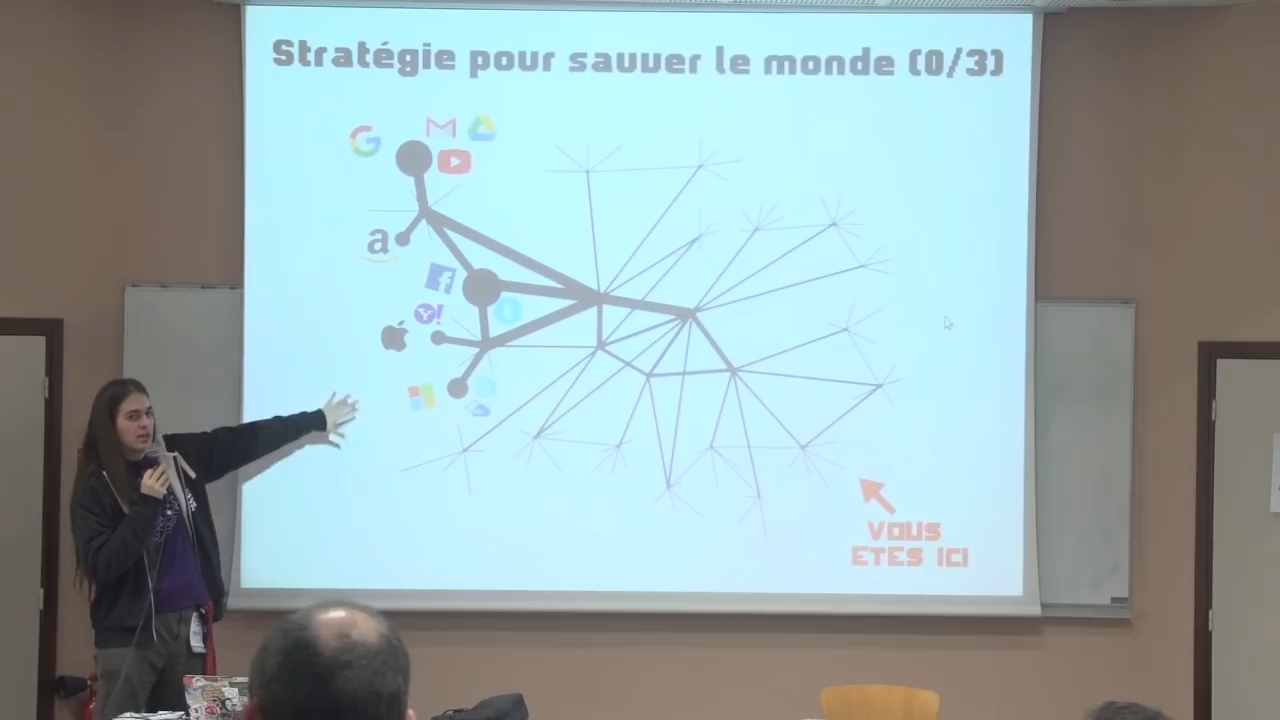 Stratégie pour sauver le monde (0/3)
G
a
f
Y!
VOUS
ETES ICI